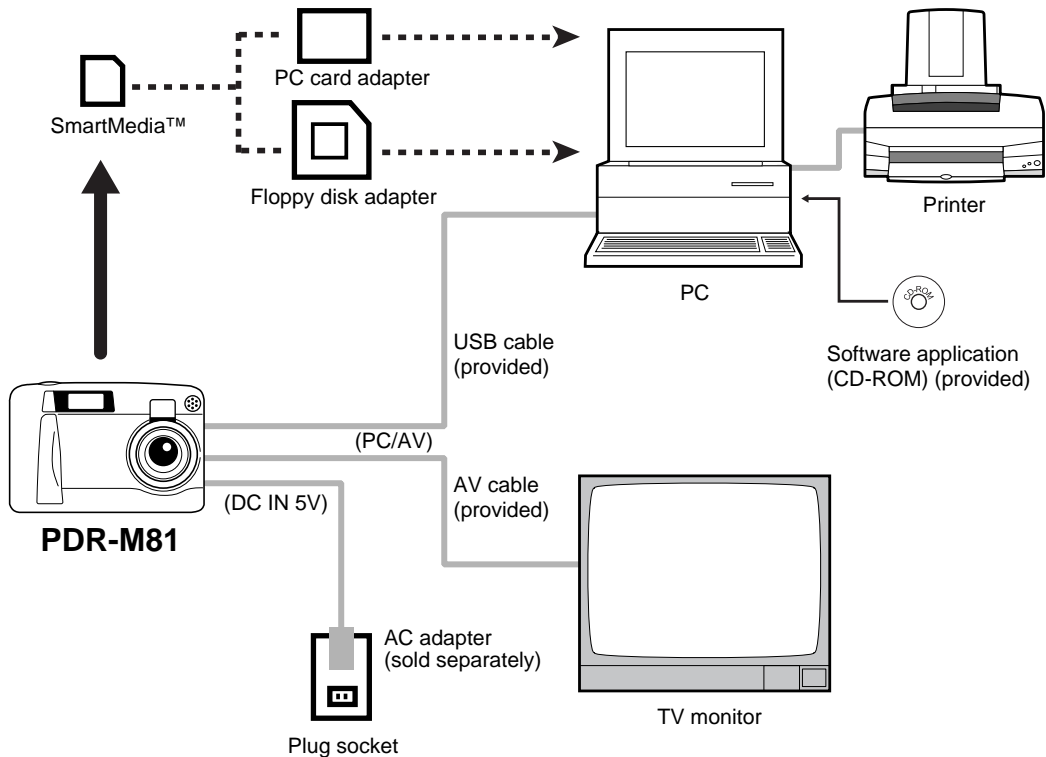 PC card adapter
SmartMedia™
Floppy disk adapter
Printer
PC
CD-ROM
USB cable
(provided)
Software application
(CD-ROM) (provided)
(PC/AV)
(DC IN 5V)
AV cable
(provided)
PDR-M81
AC adapter
(sold separately)
TV monitor
Plug socket